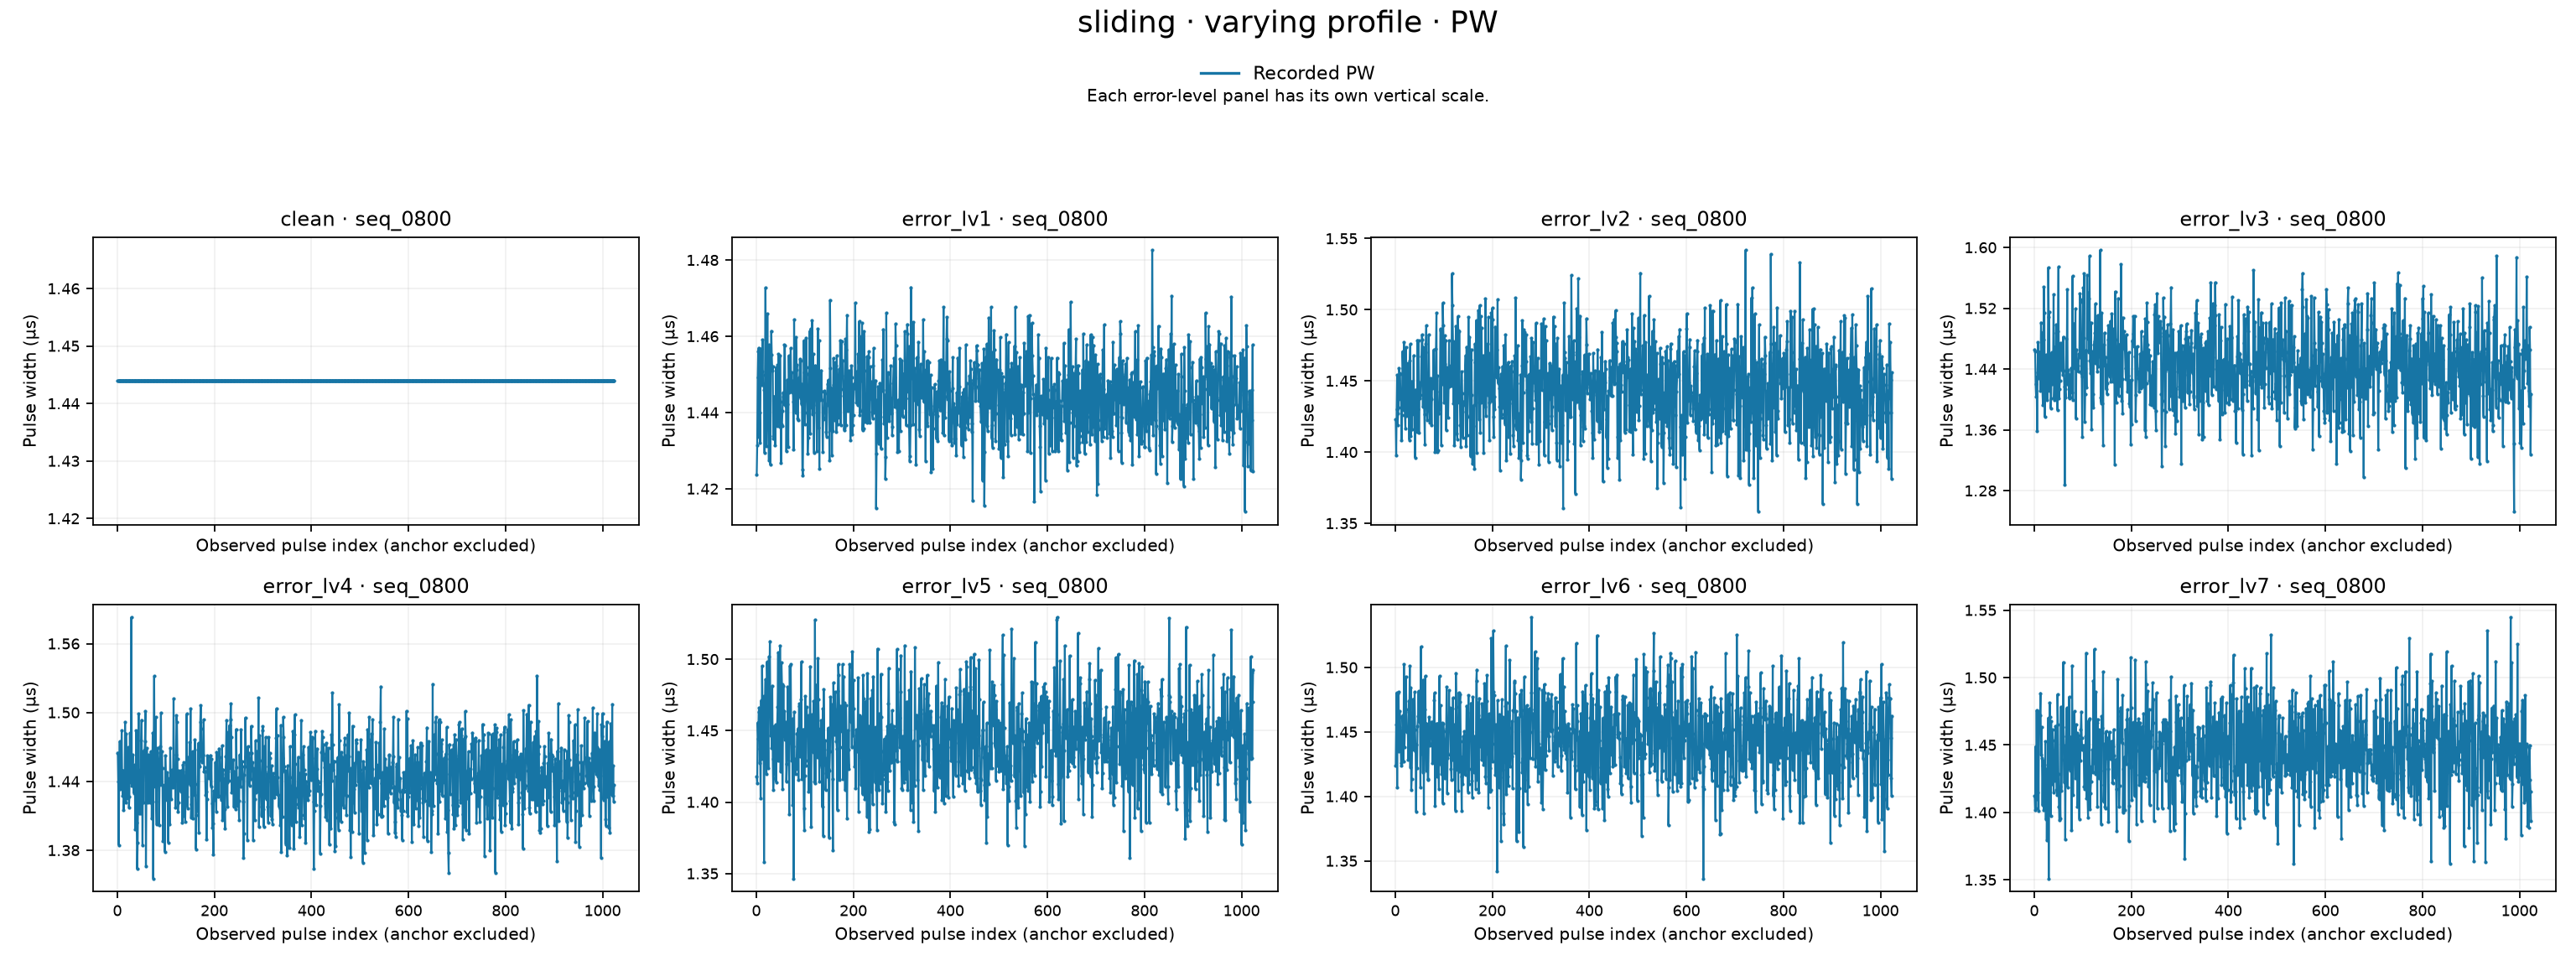 sliding · varying profile · PW
Recorded PW
Each error-level panel has its own vertical scale.
clean · seq_0800
error_lv1 · seq_0800
error_lv2 · seq_0800
error_lv3 · seq_0800
Pulse width (µs)
1.46
1.45
1.44
1.43
1.42
Observed pulse index (anchor excluded)
Pulse width (µs)
1.48
1.46
1.44
1.42
Observed pulse index (anchor excluded)
Pulse width (µs)
1.55
1.50
1.45
1.40
1.35
Observed pulse index (anchor excluded)
Pulse width (µs)
1.60
1.52
1.44
1.36
1.28
Observed pulse index (anchor excluded)
error_lv4 · seq_0800
error_lv5 · seq_0800
error_lv6 · seq_0800
error_lv7 · seq_0800
Pulse width (µs)
1.56
1.50
1.44
1.38
0 200 400 600 800 1000
Observed pulse index (anchor excluded)
Pulse width (µs)
1.50
1.45
1.40
1.35
0 200 400 600 800 1000
Observed pulse index (anchor excluded)
Pulse width (µs)
1.50
1.45
1.40
1.35
0 200 400 600 800 1000
Observed pulse index (anchor excluded)
Pulse width (µs)
1.55
1.50
1.45
1.40
1.35
0 200 400 600 800 1000
Observed pulse index (anchor excluded)